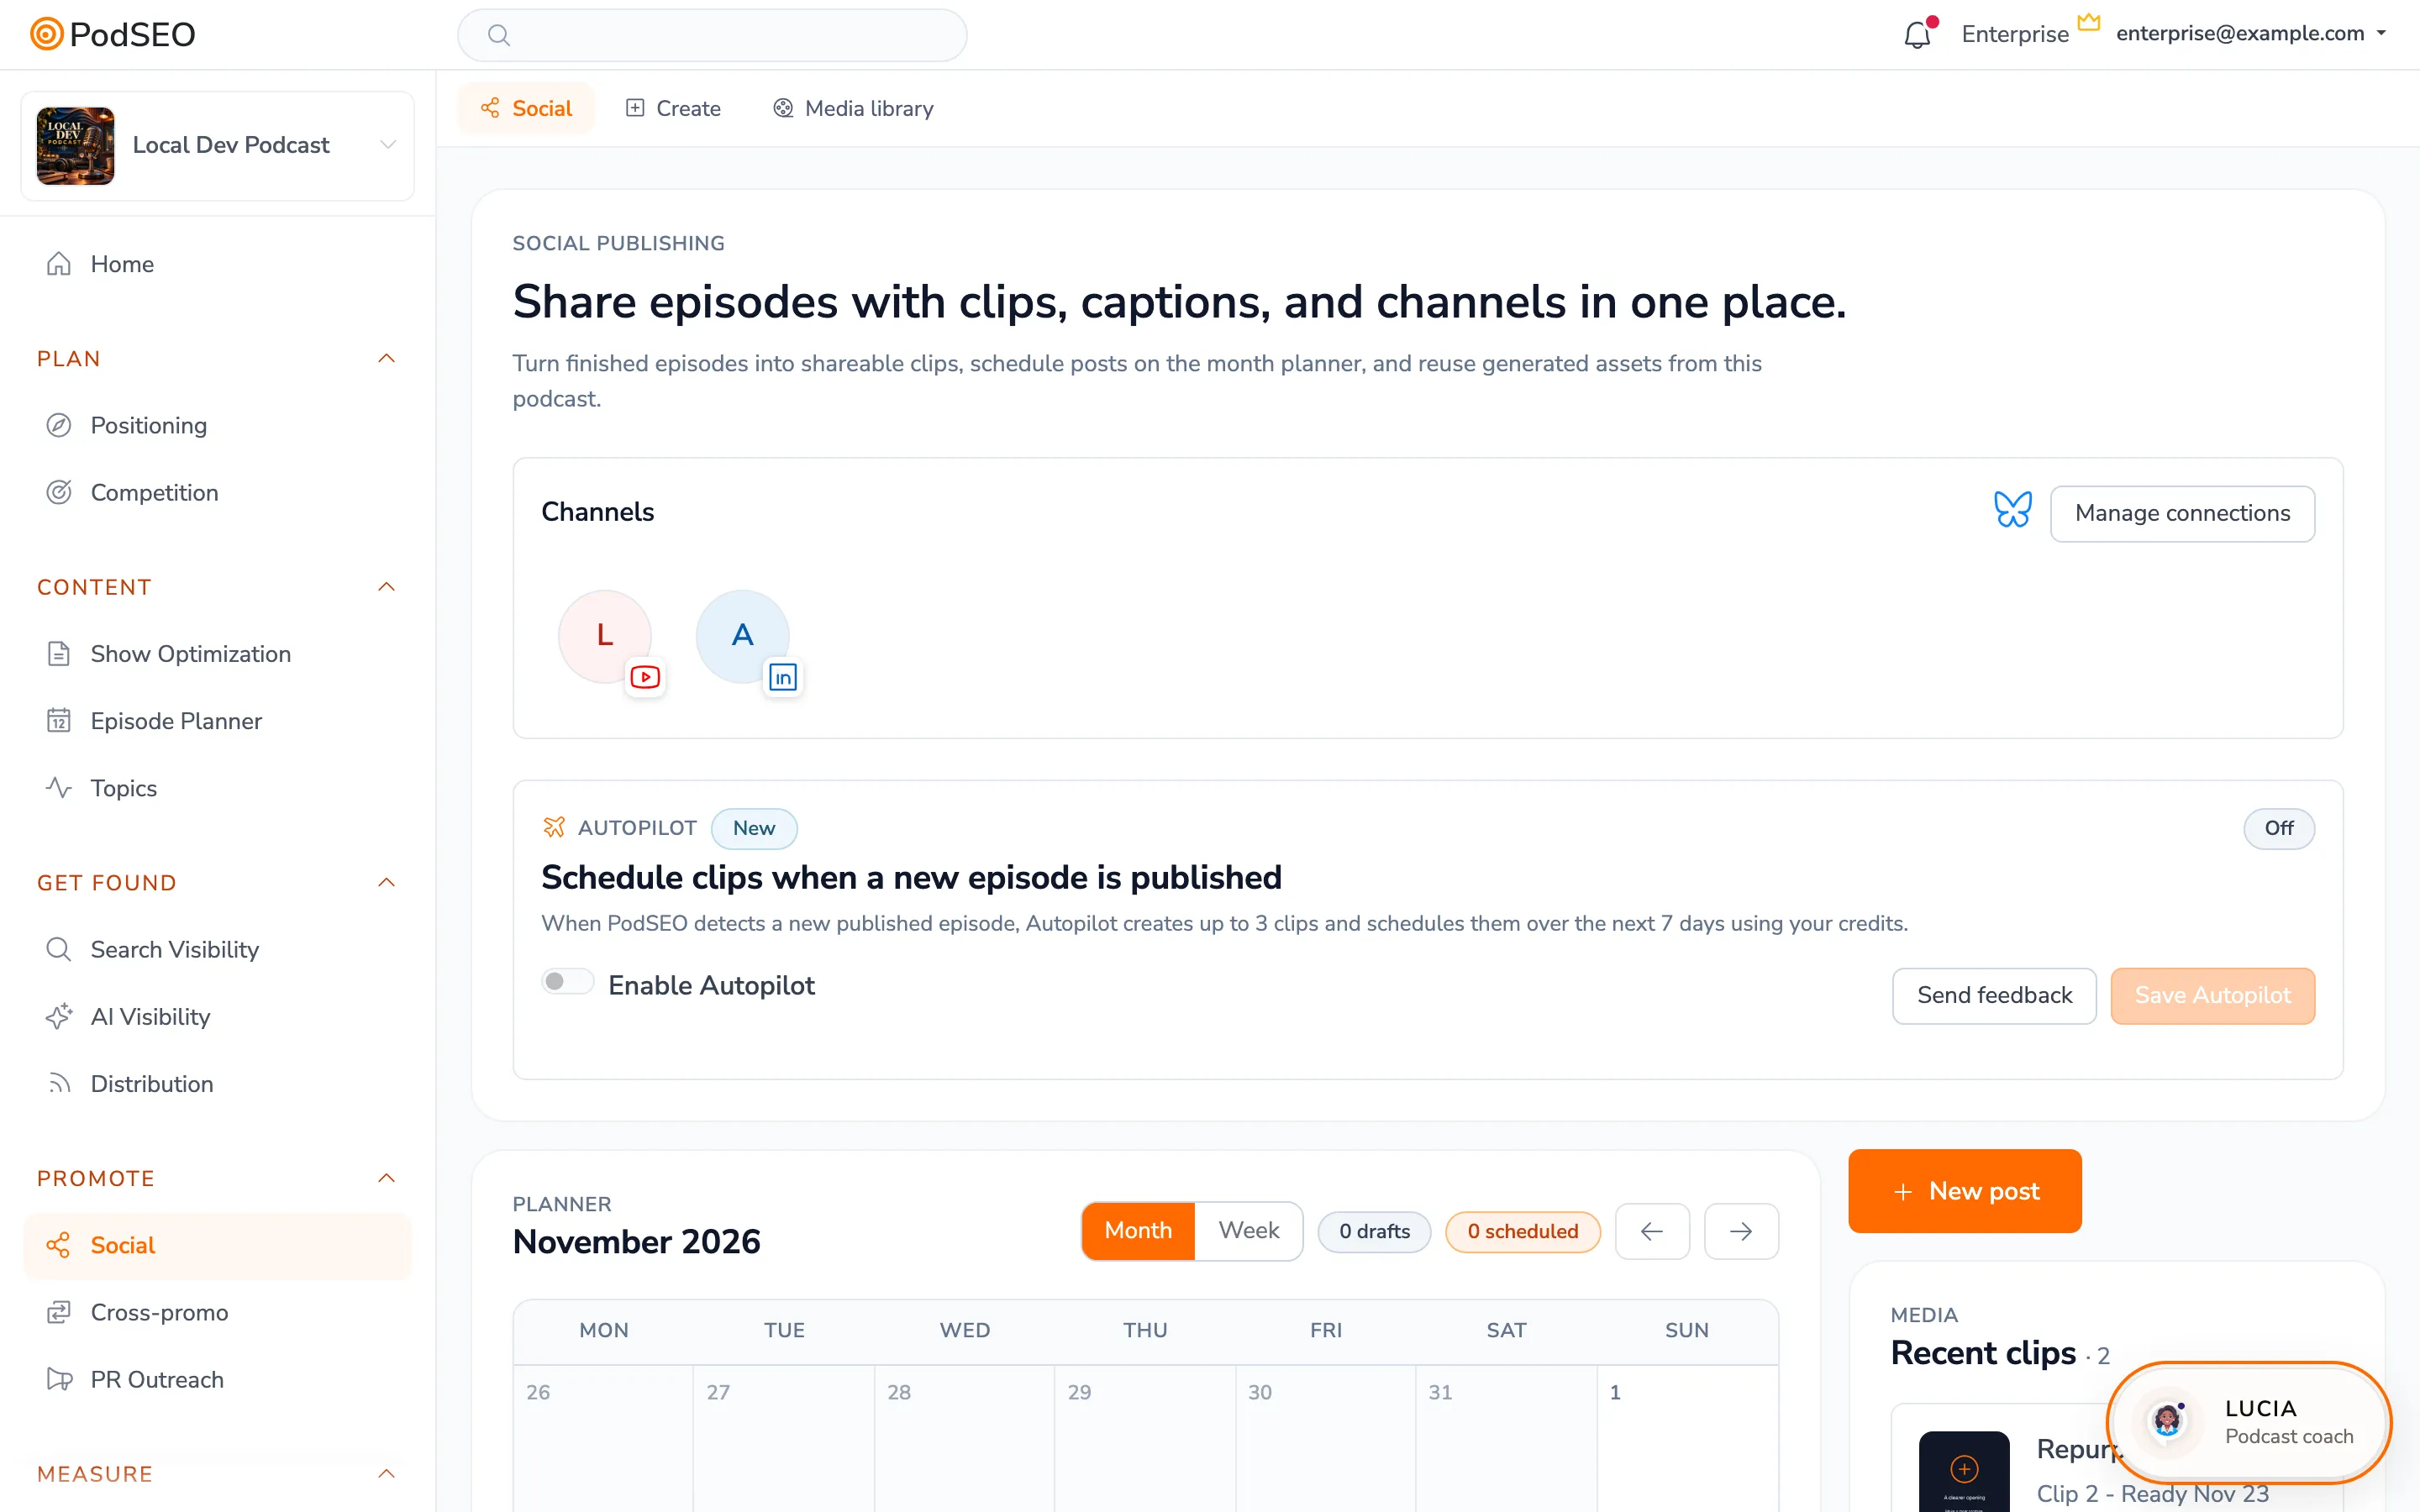 PodSEO
Enterprise
enterprise@example.com
LOCAL
DEV
PODCAST
Local Dev Podcast
Social
Create
Media library
Home
PLAN
Positioning
Competition
CONTENT
Show Optimization
12
Episode Planner
Topics
GET FOUND
Search Visibility
AI Visibility
Distribution
PROMOTE
Social
Cross-promo
PR Outreach
MEASURE
SOCIAL PUBLISHING
Share episodes with clips, captions, and channels in one place.
Turn finished episodes into shareable clips, schedule posts on the month planner, and reuse generated assets from this
podcast.
Channels
Manage connections
L
A
in
AUTOPILOT
New
Off
Schedule clips when a new episode is published
When PodSEO detects a new published episode, Autopilot creates up to 3 clips and schedules them over the next 7 days using your credits.
Enable Autopilot
Send feedback
Save Autopilot
PLANNER
November 2026
Month
Week
0 drafts
0 scheduled
MON TUE WED THU FRI SAT SUN
26 27 28 29 30 31 1
New post
MEDIA
Recent clips · 2
A cleaner opening
Clip 2 - Ready Nov 23
LUCIA
Podcast coach